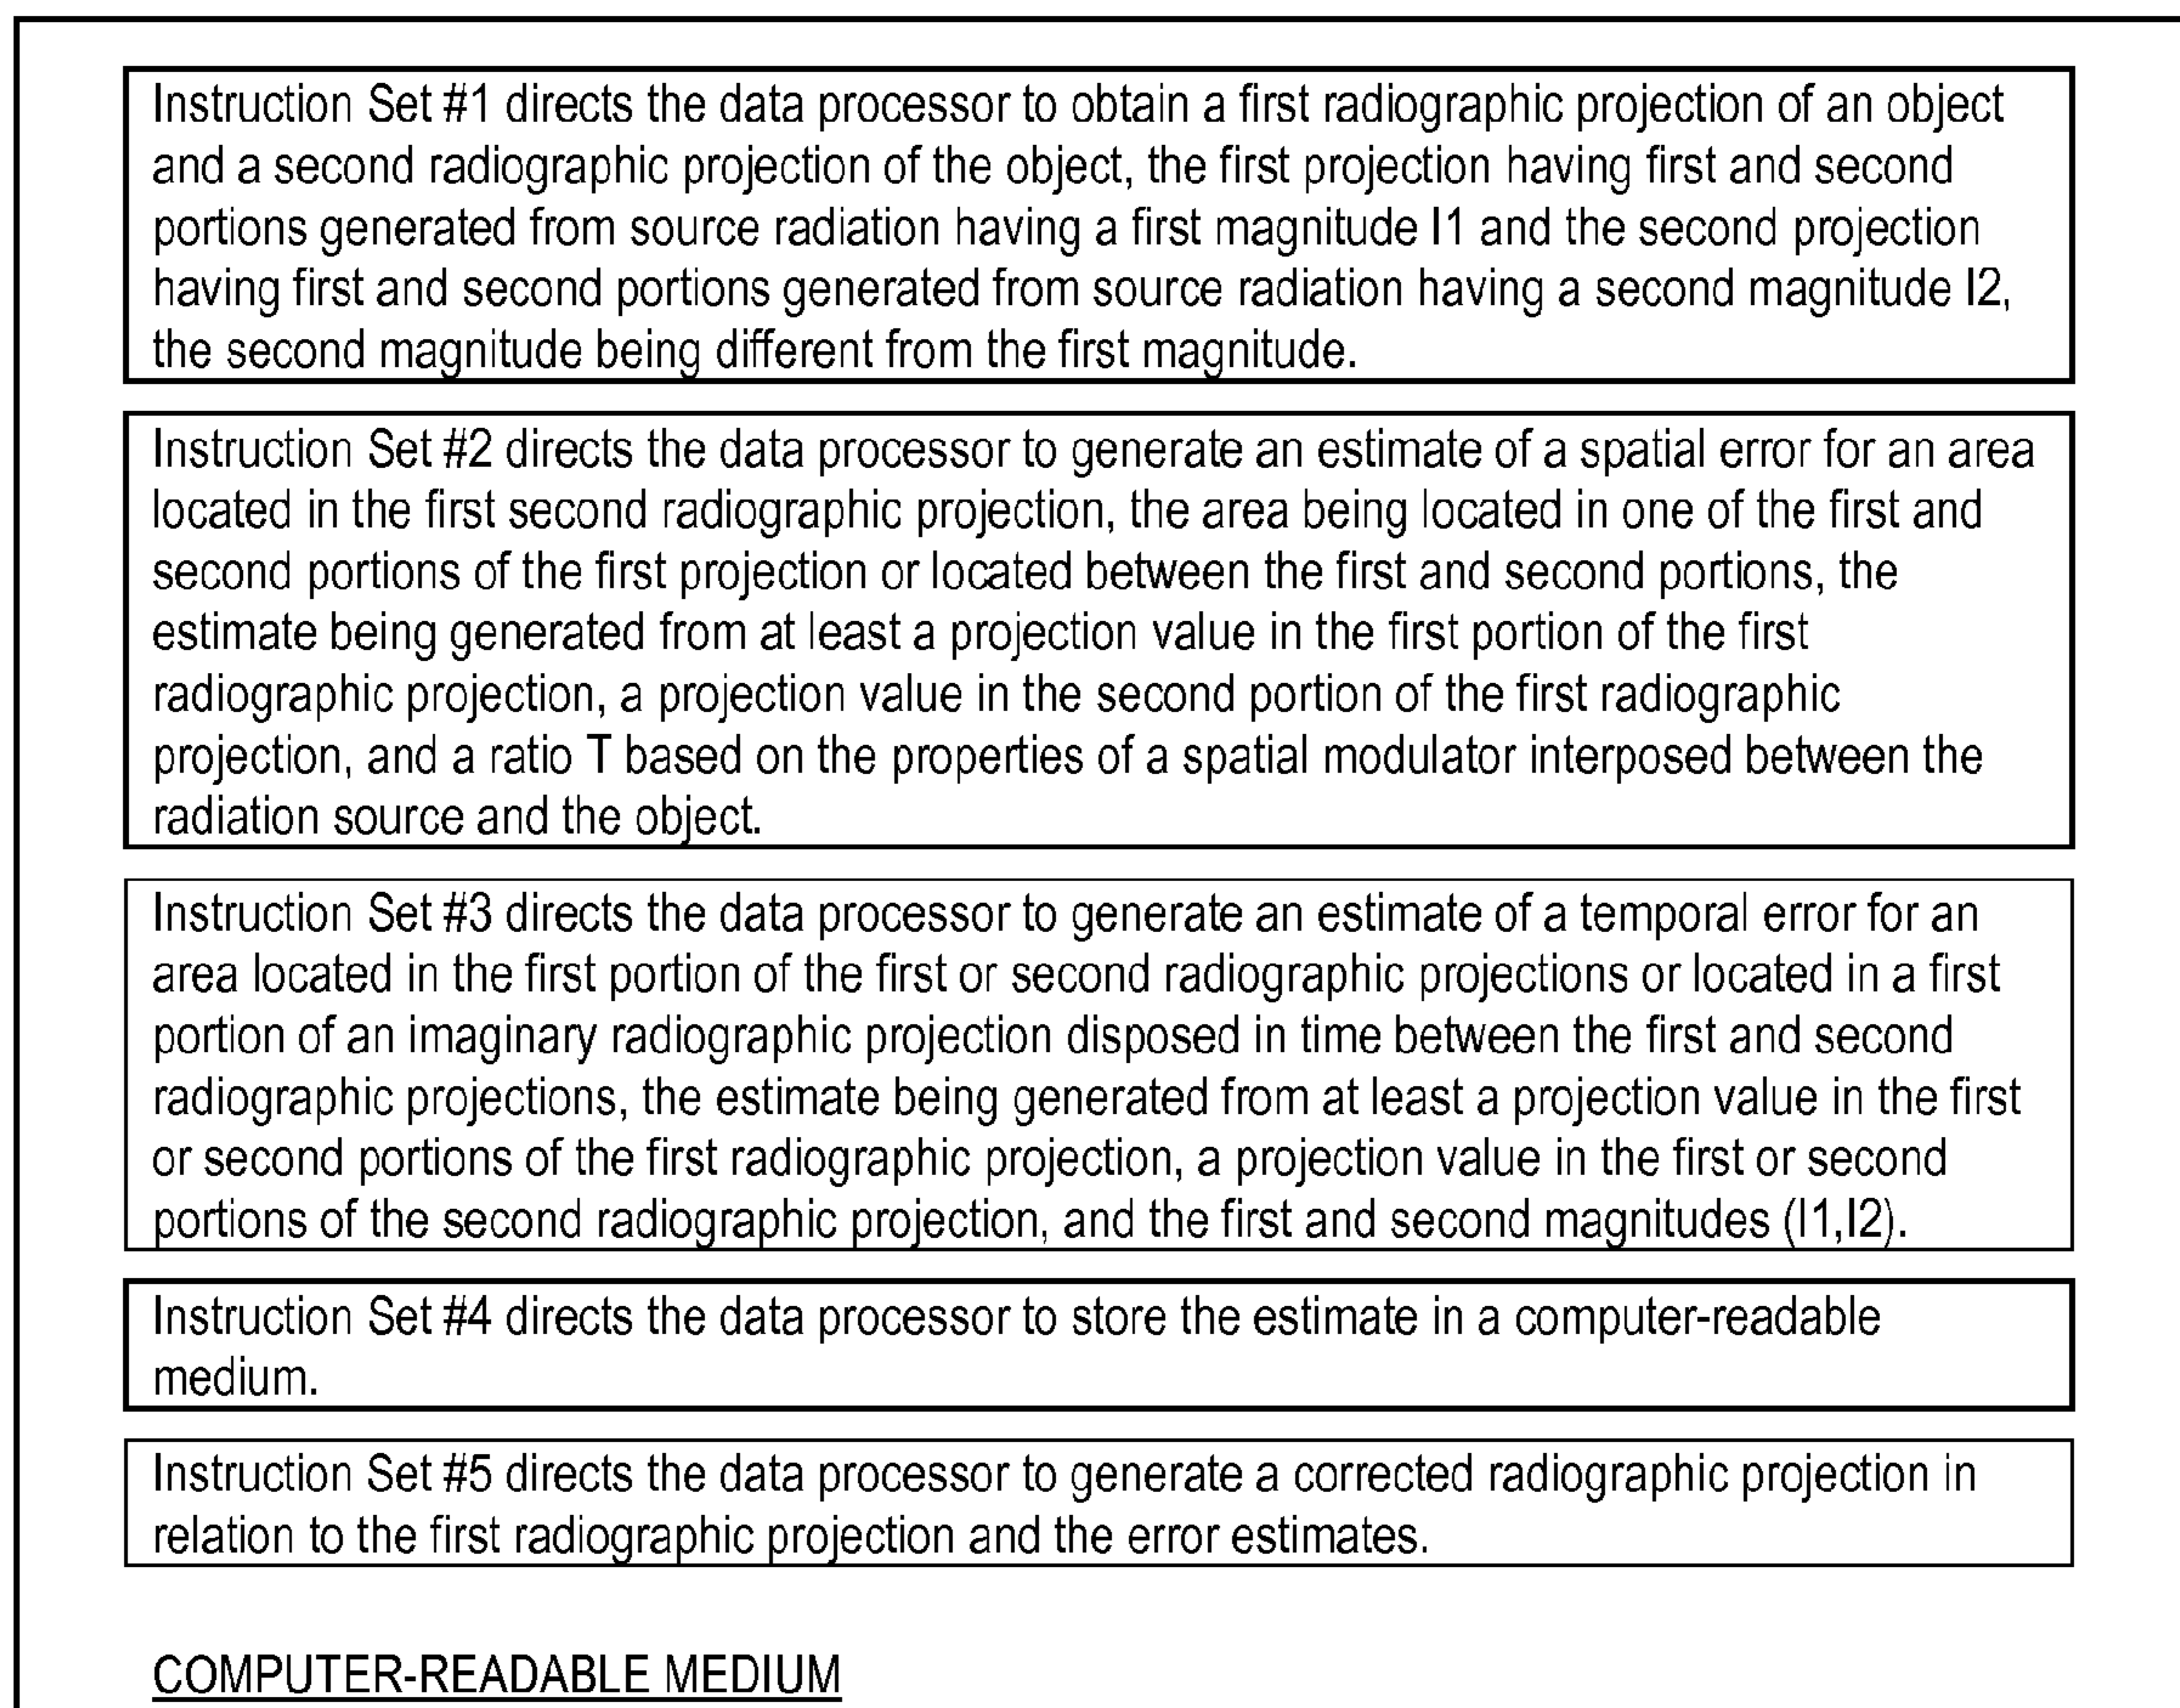 Instruction Set #1 directs the data processor to obtain a first radiographic projection of an object
and a second radiographic projection of the object, the first projection having first and second
portions generated from source radiation having a first magnitude I1 and the second projection
having first and second portions generated from source radiation having a second magnitude I2,
the second magnitude being different from the first magnitude.
Instruction Set #2 directs the data processor to generate an estimate of a spatial error for an area
located in the first second radiographic projection, the area being located in one of the first and
second portions of the first projection or located between the first and second portions, the
estimate being generated from at least a projection value in the first portion of the first
radiographic projection, a projection value in the second portion of the first radiographic
projection, and a ratio T based on the properties of a spatial modulator interposed between the
radiation source and the object.
Instruction Set #3 directs the data processor to generate an estimate of a temporal error for an
area located in the first portion of the first or second radiographic projections or located in a first
portion of an imaginary radiographic projection disposed in time between the first and second
radiographic projections, the estimate being generated from at least a projection value in the first
or second portions of the first radiographic projection, a projection value in the first or second
portions of the second radiographic projection, and the first and second magnitudes (I1,I2).
Instruction Set #4 directs the data processor to store the estimate in a computer-readable
medium.
Instruction Set #5 directs the data processor to generate a corrected radiographic projection in
relation to the first radiographic projection and the error estimates.
COMPUTER-READABLE MEDIUM